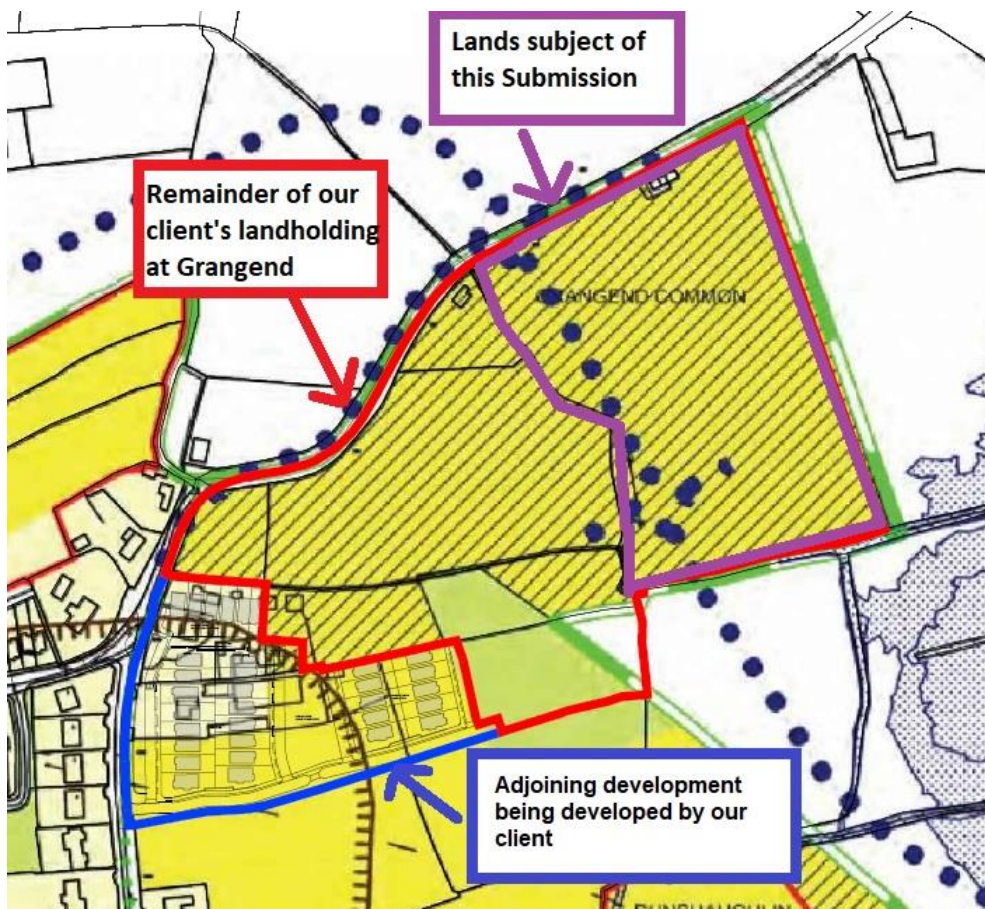 Lands subject of
this Submission
Remainder of our
client's landholding
at Grangend
GRANGEND COMMON
Adjoining development
being developed by our
client
DUNSHAUGHLIN